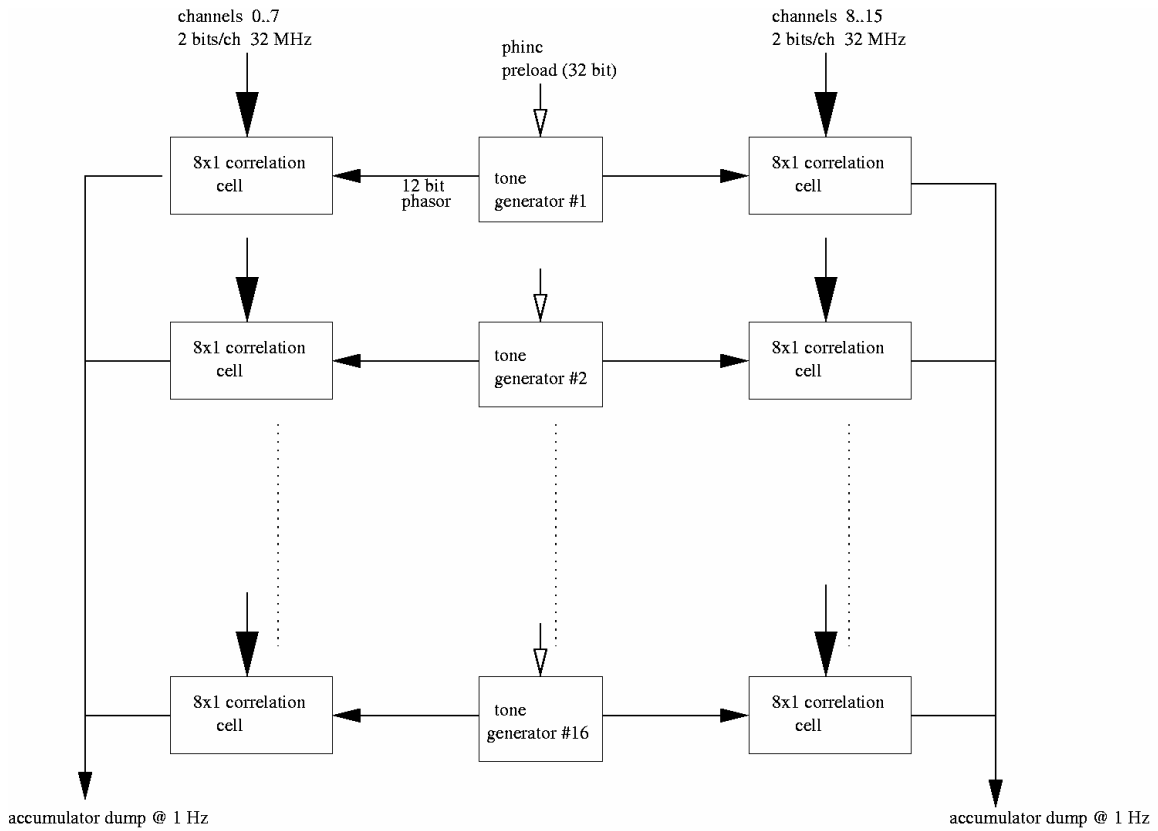 channels 0..7
2 bits/ch 32 MHz
channels 8..15
2 bits/ch 32 MHz
phinc
preload (32 bit)
8x1 correlation
cell
12 bit
phasor
tone
generator #1
8x1 correlation
cell
8x1 correlation
cell
tone
generator #2
8x1 correlation
cell
8x1 correlation
cell
tone
generator #16
8x1 correlation
cell
accumulator dump @ 1 Hz
accumulator dump @ 1 Hz